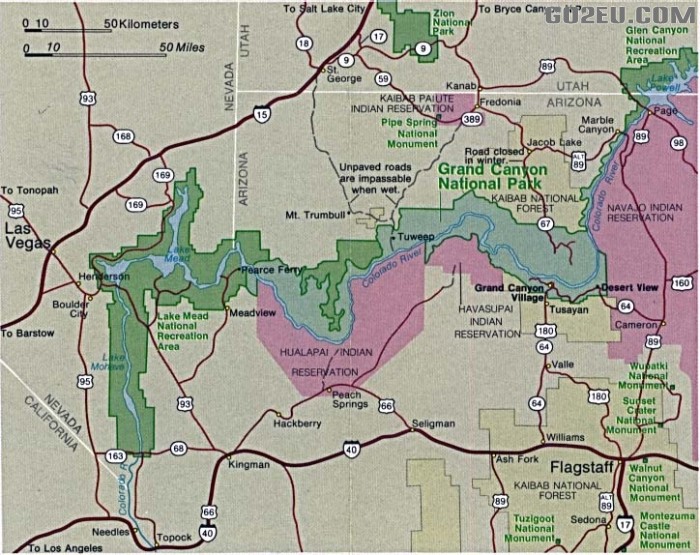 GO2EU.COM
0 10 50 Kilometers
0 10 50 Miles
To Salt Lake City
To Bryce Canyon N.P.
Zion
National
Park
Glen Canyon
National
Recreation
Area
Lake
Powell
18
17
9
9
59
89
89
St.
George
Kanab
UTAH
ARIZONA
NEVADA
UTAH
KAIBAB PAIUTE
INDIAN RESERVATION
Fredonia
389
Pipe Spring
National
Monument
Page
98
Marble
Canyon
Jacob Lake
ALT
89
Road closed
in winter.
93
15
168
169
169
ARIZONA
Unpaved roads
are impassable
when wet.
Grand Canyon
National Park
KAIBAB NATIONAL
FOREST
67
Colorado River
NAVAJO INDIAN
RESERVATION
Mt. Trumbull
Tuweep
To Tonopah
95
Las
Vegas
Lake
Mead
Colorado River
Henderson
Boulder
City
Pearce Ferry
Meadview
Lake Mead
National
Recreation
Area
To Barstow
Grand Canyon
Village
Desert View
Tusayan
160
64
Cameron
HAVASUPAI
INDIAN
RESERVATION
180
64
89
HUALAPAI INDIAN
RESERVATION
Lake
Mohave
NEVADA
CALIFORNIA
95
93
Peach
Springs
66
Valle
180
64
Wupatki
National
Monument
Sunset
Crater
National
Monument
Hackberry
Seligman
163
68
Kingman
40
Ash Fork
Williams
Flagstaff
Walnut
Canyon
National
Monument
KAIBAB NATIONAL
FOREST
ALT
89
Colorado R
66
40
Needles
Topock
To Los Angeles
Tuzigoot
National
Monument
Sedona
17
Montezuma
Castle
National
Monument